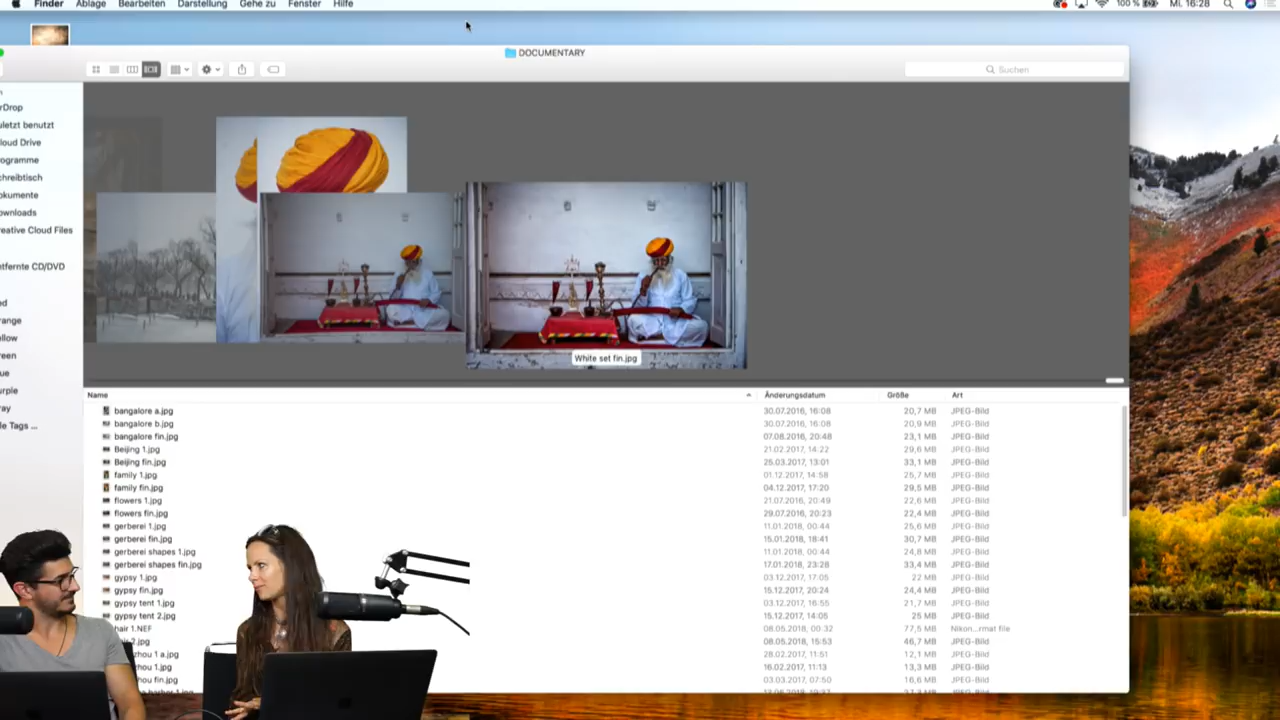 Finder Ablage Bearbeiten Darstellung Gehe zu Fenster Hilfe 100 % Mi. 16:28
DOCUMENTARY
Suchen
rDrop
uletzt benutzt
loud Drive
ogramme
chreibtisch
okumente
ownloads
reative Cloud Files
ntfernte CD/DVD
ed
range
llow
reen
ue
urple
ray
le Tags ...
White set fin.jpg
Name Änderungsdatum Größe Art
bangalore a.jpg 30.07.2016, 16:08 20,7 MB JPEG-Bild
bangalore b.jpg 30.07.2016, 16:08 20,9 MB JPEG-Bild
bangalore fin.jpg 07.08.2016, 20:48 23,1 MB JPEG-Bild
Beijing 1.jpg 21.02.2017, 14:22 29,6 MB JPEG-Bild
Beijing fin.jpg 25.03.2017, 13:01 33,1 MB JPEG-Bild
family 1.jpg 01.12.2017, 14:58 25,7 MB JPEG-Bild
family fin.jpg 04.12.2017, 17:20 29,5 MB JPEG-Bild
flowers 1.jpg 21.07.2016, 20:49 22,6 MB JPEG-Bild
flowers fin.jpg 29.07.2016, 20:23 22,4 MB JPEG-Bild
gerberei 1.jpg 11.01.2018, 00:44 25,6 MB JPEG-Bild
gerberei fin.jpg 15.01.2018, 18:41 30,7 MB JPEG-Bild
gerberei shapes 1.jpg 11.01.2018, 00:44 24,8 MB JPEG-Bild
gerberei shapes fin.jpg 17.01.2018, 23:28 33,4 MB JPEG-Bild
gypsy 1.jpg 03.12.2017, 17:05 22 MB JPEG-Bild
gypsy fin.jpg 15.12.2017, 20:24 24,4 MB JPEG-Bild
gypsy tent 1.jpg 03.12.2017, 16:55 21,7 MB JPEG-Bild
gypsy tent 2.jpg 15.12.2017, 14:05 25 MB JPEG-Bild
hair 1.NEF 08.05.2018, 00:32 77,5 MB Nikon...rmat file
2.jpg 08.05.2018, 15:53 46,7 MB JPEG-Bild
zhou 1 a.jpg 28.02.2017, 11:51 12,1 MB JPEG-Bild
zhou 1.jpg 16.02.2017, 11:13 13,3 MB JPEG-Bild
hou fin.jpg 03.03.2017, 07:50 16,6 MB JPEG-Bild